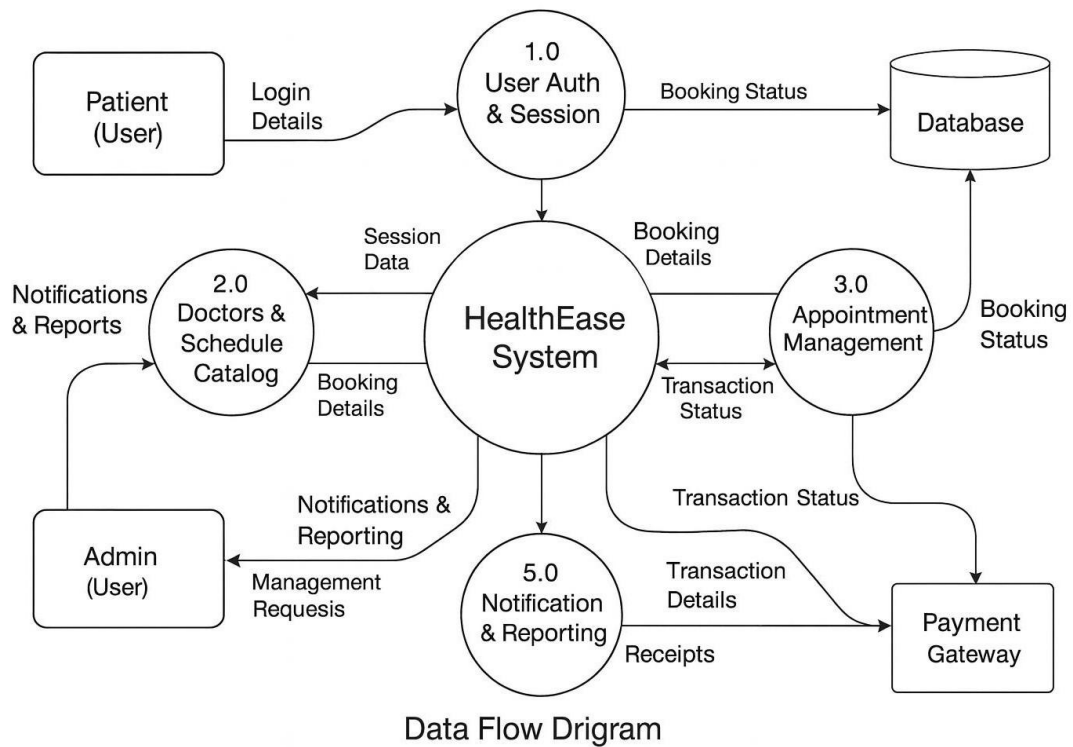 1.0
User Auth
& Session
Patient
(User)
Login
Details
Booking Status
Database
Session
Data
Booking
Details
2.0
Doctors &
Schedule
Catalog
Notifications
& Reports
HealthEase
System
3.0
Appointment
Management
Booking
Status
Booking
Details
Transaction
Status
Notifications &
Reporting
Transaction Status
Admin
(User)
Management
Requesis
5.0
Notification
& Reporting
Transaction
Details
Receipts
Payment
Gateway
Data Flow Drigram